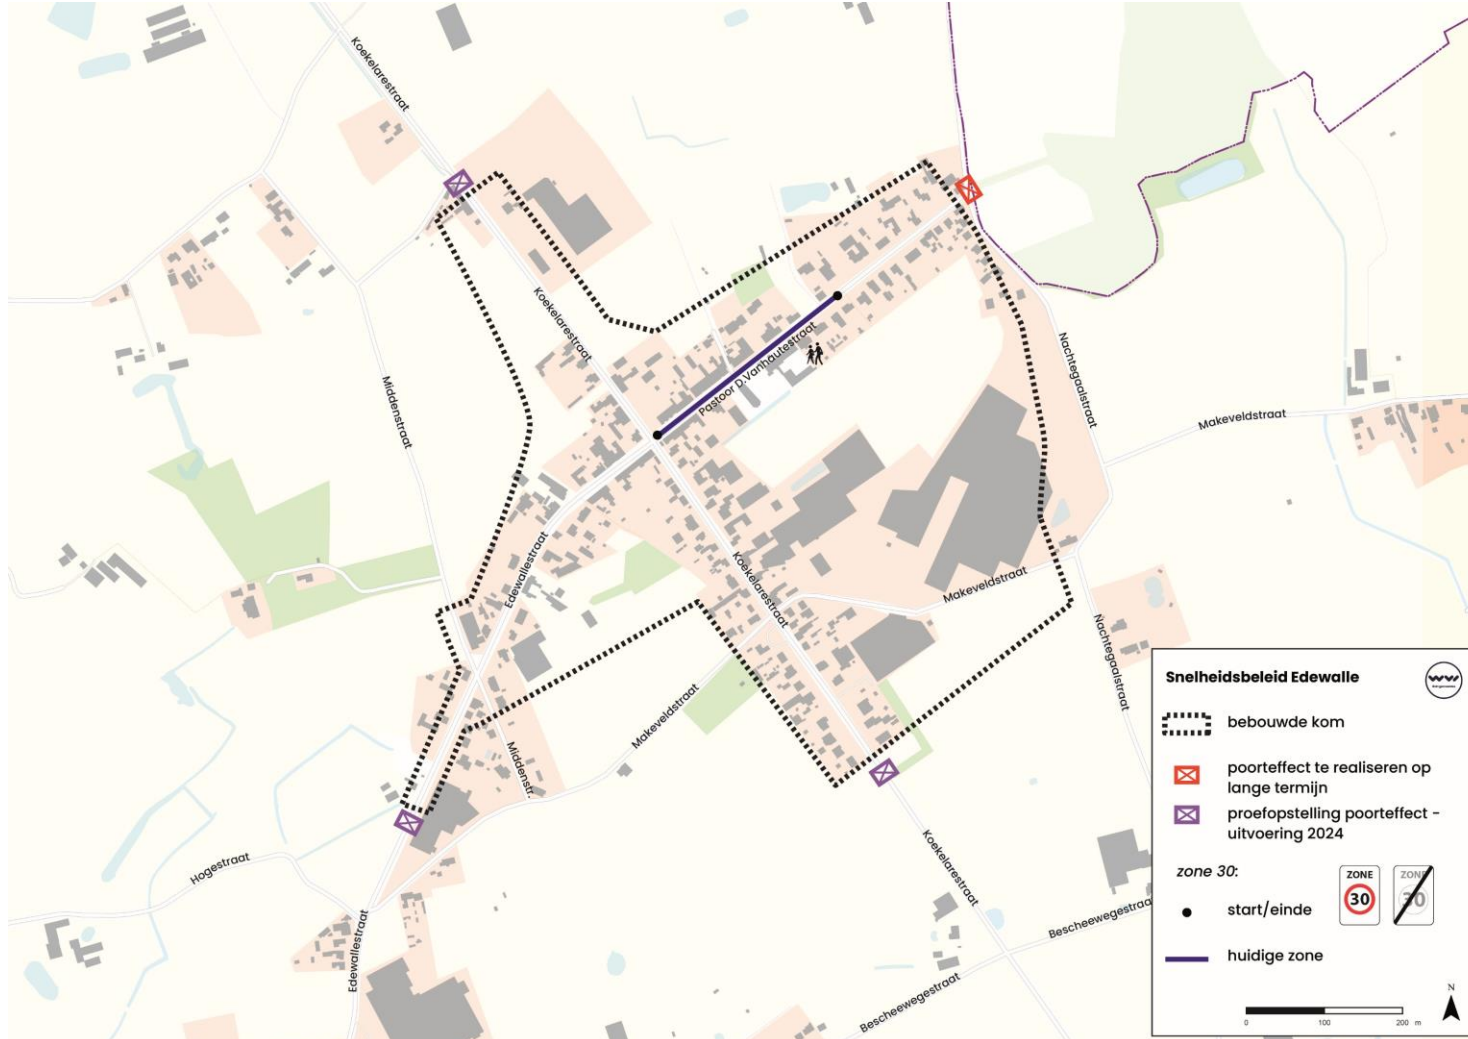 Koekelarestraat
Koekelarestraat
Pastoor D.Vanhautestraat
Nachtegaalstraat
Middenstraat
Makeveldstraat
Edewallestraat
Koekelarestraat
Makeveldstraat
Nachtegaalstraat
Makeveldstraat
Middenstr.
Hogestraat
Koekelarestraat
Edewallestraat
Bescheewegestraat
Snelheidsbeleid Edewalle
bebouwde kom
poorteffect te realiseren op
lange termijn
proefopstelling poorteffect -
uitvoering 2024
zone 30:
ZONE
30
ZONE
30
start/einde
huidige zone
N
0 100 200 m